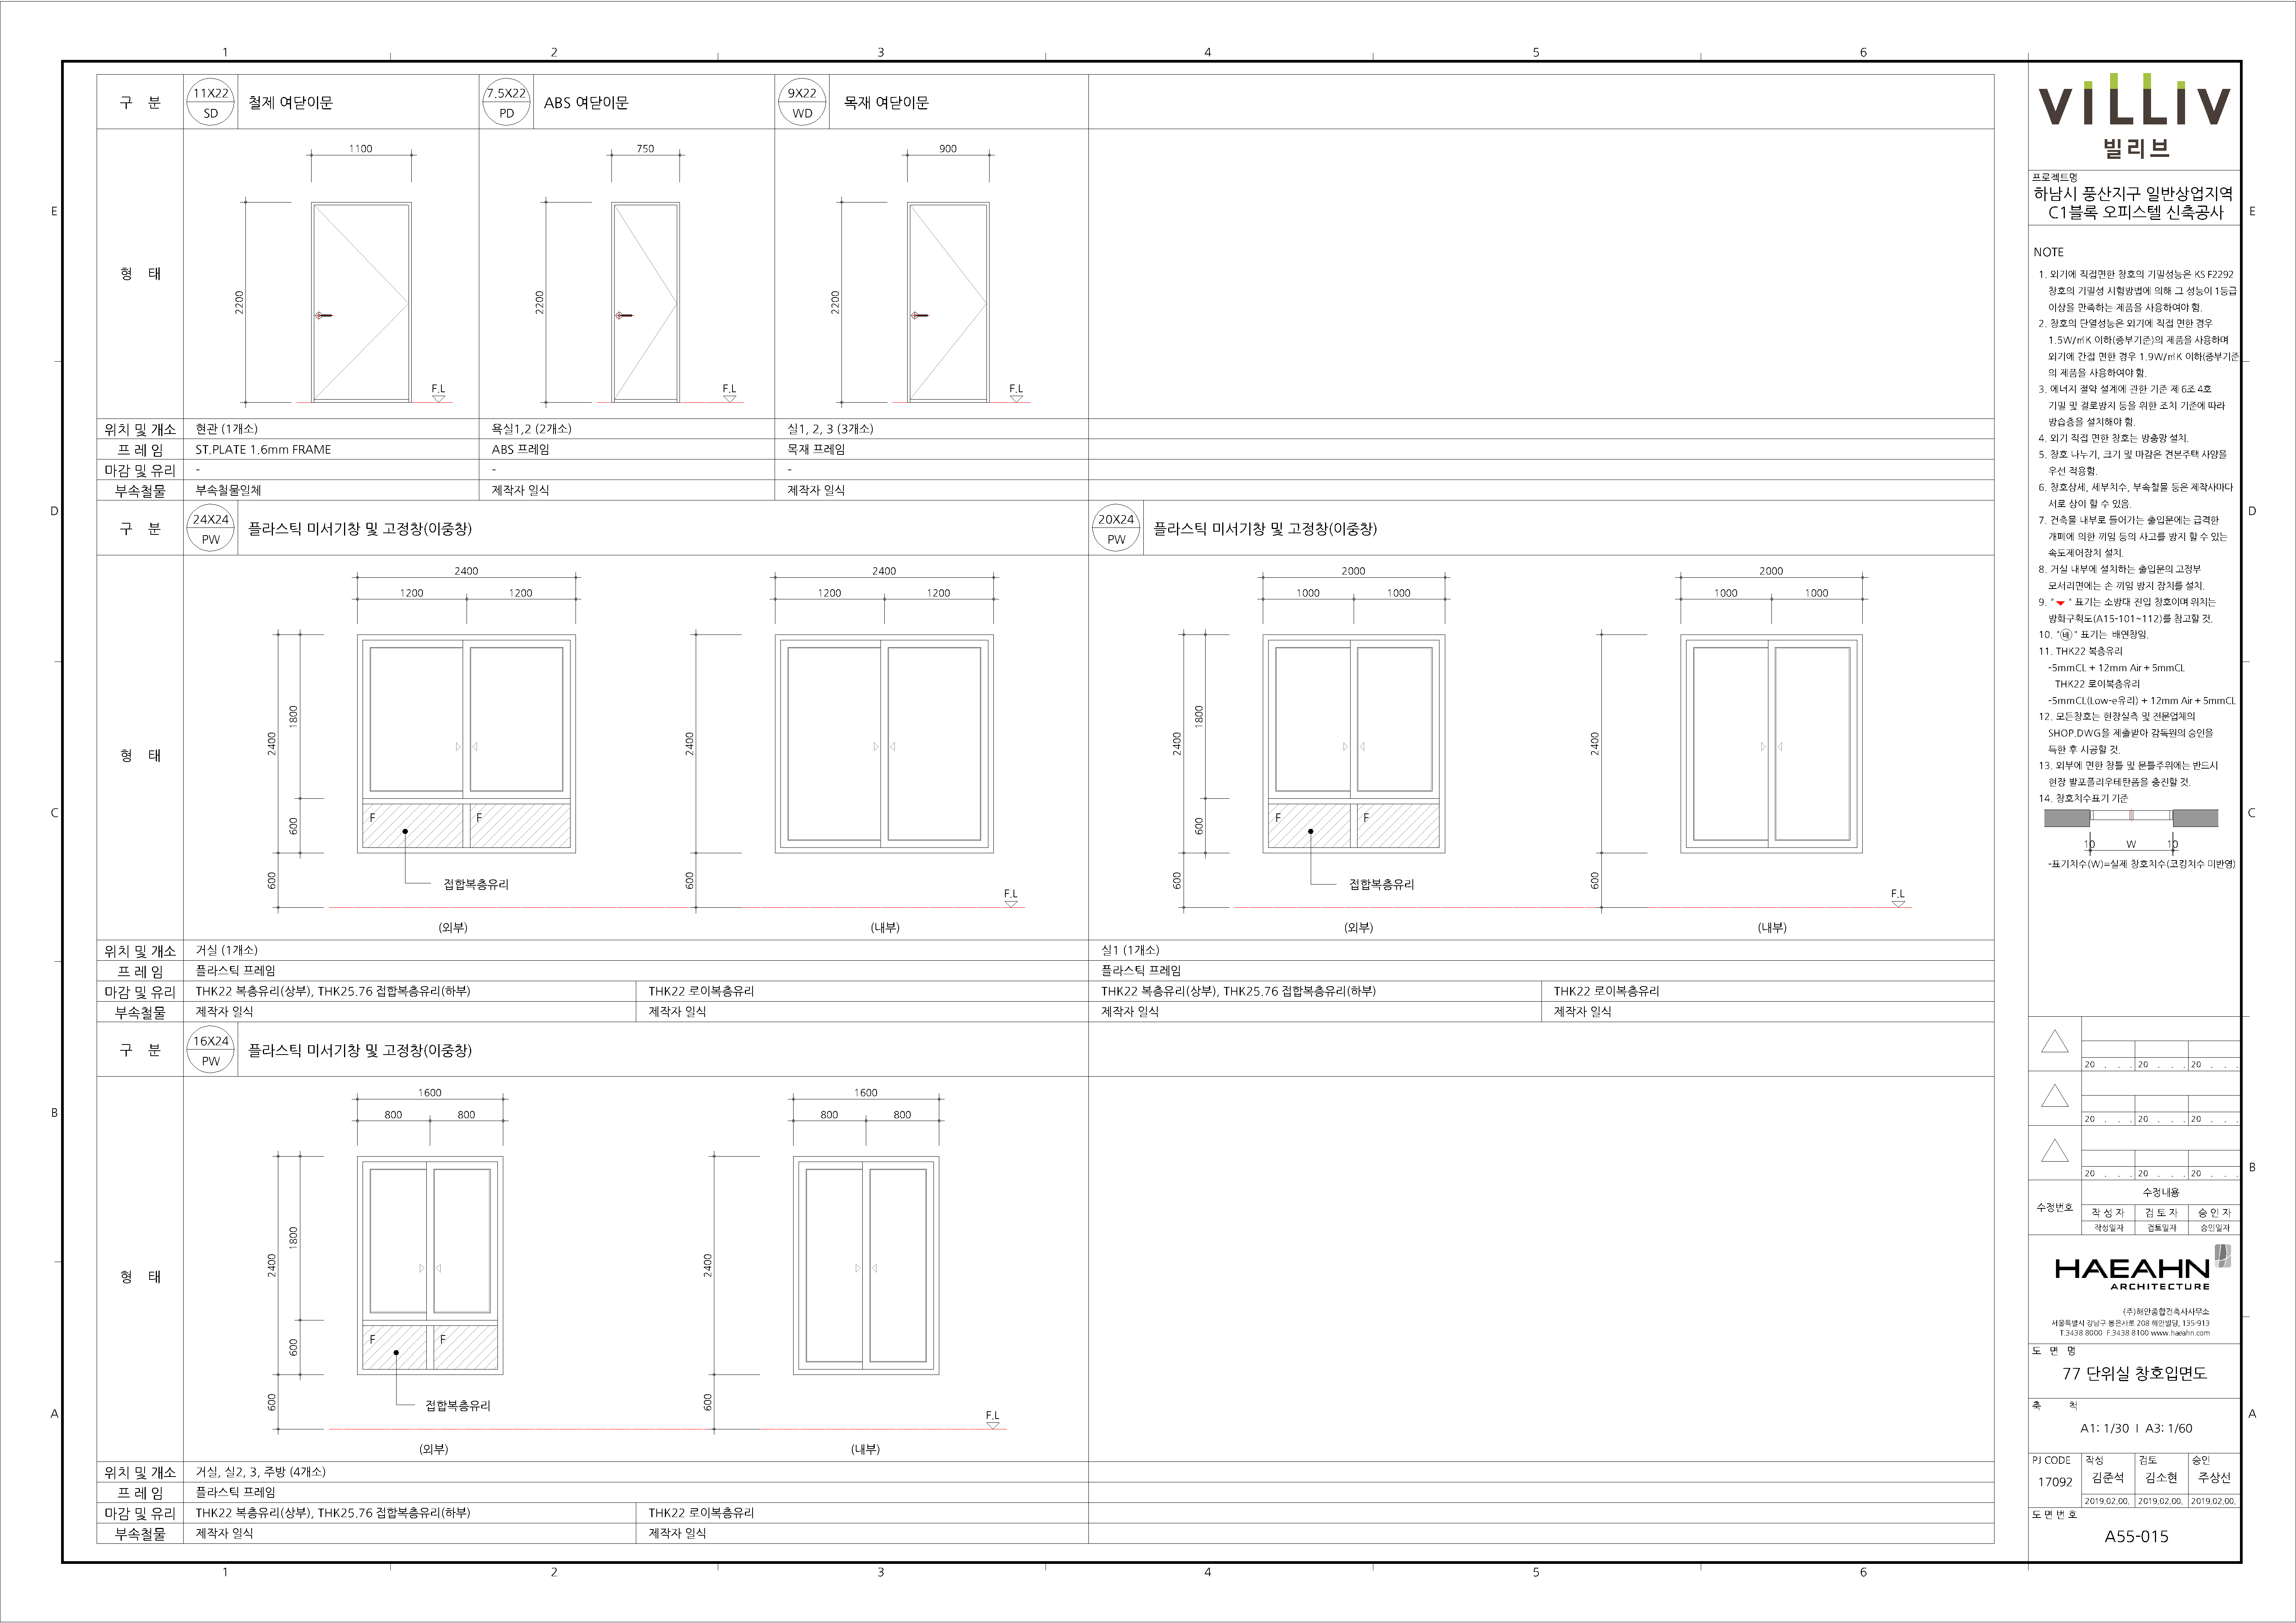 1 2 3 4 5 6
E
D
C
B
A
구 분
11X22
SD
철제 여닫이문
7.5X22
PD
ABS 여닫이문
9X22
WD
목재 여닫이문
형 태
1100
2200
F.L
750
2200
F.L
900
2200
F.L
위치 및 개소 현관 (1개소) 욕실1,2 (2개소) 실1, 2, 3 (3개소)
프 레 임 ST.PLATE 1.6mm FRAME ABS 프레임 목재 프레임
마감 및 유리 - - -
부속철물 부속철물일체 제작자 일식 제작자 일식
구 분
24X24
PW
플라스틱 미서기창 및 고정창(이중창)
20X24
PW
플라스틱 미서기창 및 고정창(이중창)
형 태
2400
1200 1200
2400
1800
600
600
F F
접합복층유리
(외부)
2400
1200 1200
2400
600
F.L
(내부)
2000
1000 1000
2400
1800
600
600
F F
접합복층유리
(외부)
2000
1000 1000
2400
600
F.L
(내부)
위치 및 개소 거실 (1개소) 실1 (1개소)
프 레 임 플라스틱 프레임 플라스틱 프레임
마감 및 유리 THK22 복층유리(상부), THK25.76 접합복층유리(하부) THK22 로이복층유리 THK22 복층유리(상부), THK25.76 접합복층유리(하부) THK22 로이복층유리
부속철물 제작자 일식 제작자 일식 제작자 일식 제작자 일식
구 분
16X24
PW
플라스틱 미서기창 및 고정창(이중창)
형 태
1600
800 800
2400
1800
600
600
F F
접합복층유리
(외부)
1600
800 800
2400
600
F.L
(내부)
위치 및 개소 거실, 실2, 3, 주방 (4개소)
프 레 임 플라스틱 프레임
마감 및 유리 THK22 복층유리(상부), THK25.76 접합복층유리(하부) THK22 로이복층유리
부속철물 제작자 일식 제작자 일식
1 2 3 4 5 6
E
D
C
B
A
VILLIV
빌리브
프로젝트명
하남시 풍산지구 일반상업지역
C1블록 오피스텔 신축공사
NOTE
1. 외기에 직접면한 창호의 기밀성능은 KS F2292
창호의 기밀성 시험방법에 의해 그 성능이 1등급
이상을 만족하는 제품을 사용하여야 함.
2. 창호의 단열성능은 외기에 직접 면한 경우
1.5W/㎡K 이하(중부기준)의 제품을 사용하며
외기에 간접 면한 경우 1.9W/㎡K 이하(중부기준
의 제품을 사용하여야 함.
3. 에너지 절약 설계에 관한 기준 제 6조 4호
기밀 및 결로방지 등을 위한 조치 기준에 따라
방습층을 설치해야 함.
4. 외기 직접 면한 창호는 방충망 설치.
5. 창호 나누기, 크기 및 마감은 견본주택 사양을
우선 적용함.
6. 창호상세, 세부치수, 부속철물 등은 제작사마다
서로 상이 할 수 있음.
7. 건축물 내부로 들어가는 출입문에는 급격한
개폐에 의한 끼임 등의 사고를 방지 할 수 있는
속도제어장치 설치.
8. 거실 내부에 설치하는 출입문의 고정부
모서리면에는 손 끼임 방지 장치를 설치.
9. "▼" 표기는 소방대 진입 창호이며 위치는
방화구획도(A15-101~112)를 참고할 것.
10. "배" 표기는 배연창임.
11. THK22 복층유리
-5mmCL + 12mm Air + 5mmCL
THK22 로이복층유리
-5mmCL(Low-e유리) + 12mm Air + 5mmCL
12. 모든창호는 현장실측 및 전문업체의
SHOP.DWG을 제출받아 감독원의 승인을
득한 후 시공할 것.
13. 외부에 면한 창틀 및 문틀주위에는 반드시
현장 발포폴리우레탄폼을 충진할 것.
14. 창호치수표기 기준
10 W 10
-표기치수(W)=실제 창호치수(코킹치수 미반영)
20 . . . 20 . . . 20 . . .
20 . . . 20 . . . 20 . . .
20 . . . 20 . . . 20 . . .
수정번호
수정내용
작 성 자 검 토 자 승 인 자
작성일자 검토일자 승인일자
HAEAHN
ARCHITECTURE
(주)해안종합건축사사무소
서울특별시 강남구 봉은사로 208 해안빌딩, 135-913
T.3438 8000 F.3438 8100 www.haeahn.com
도 면 명
77 단위실 창호입면도
축 척
A1: 1/30 I A3: 1/60
PJ CODE 작성 검토 승인
17092 김준석 김소현 주상선
2019.02.00. 2019.02.00. 2019.02.00.
도 면 번 호
A55-015